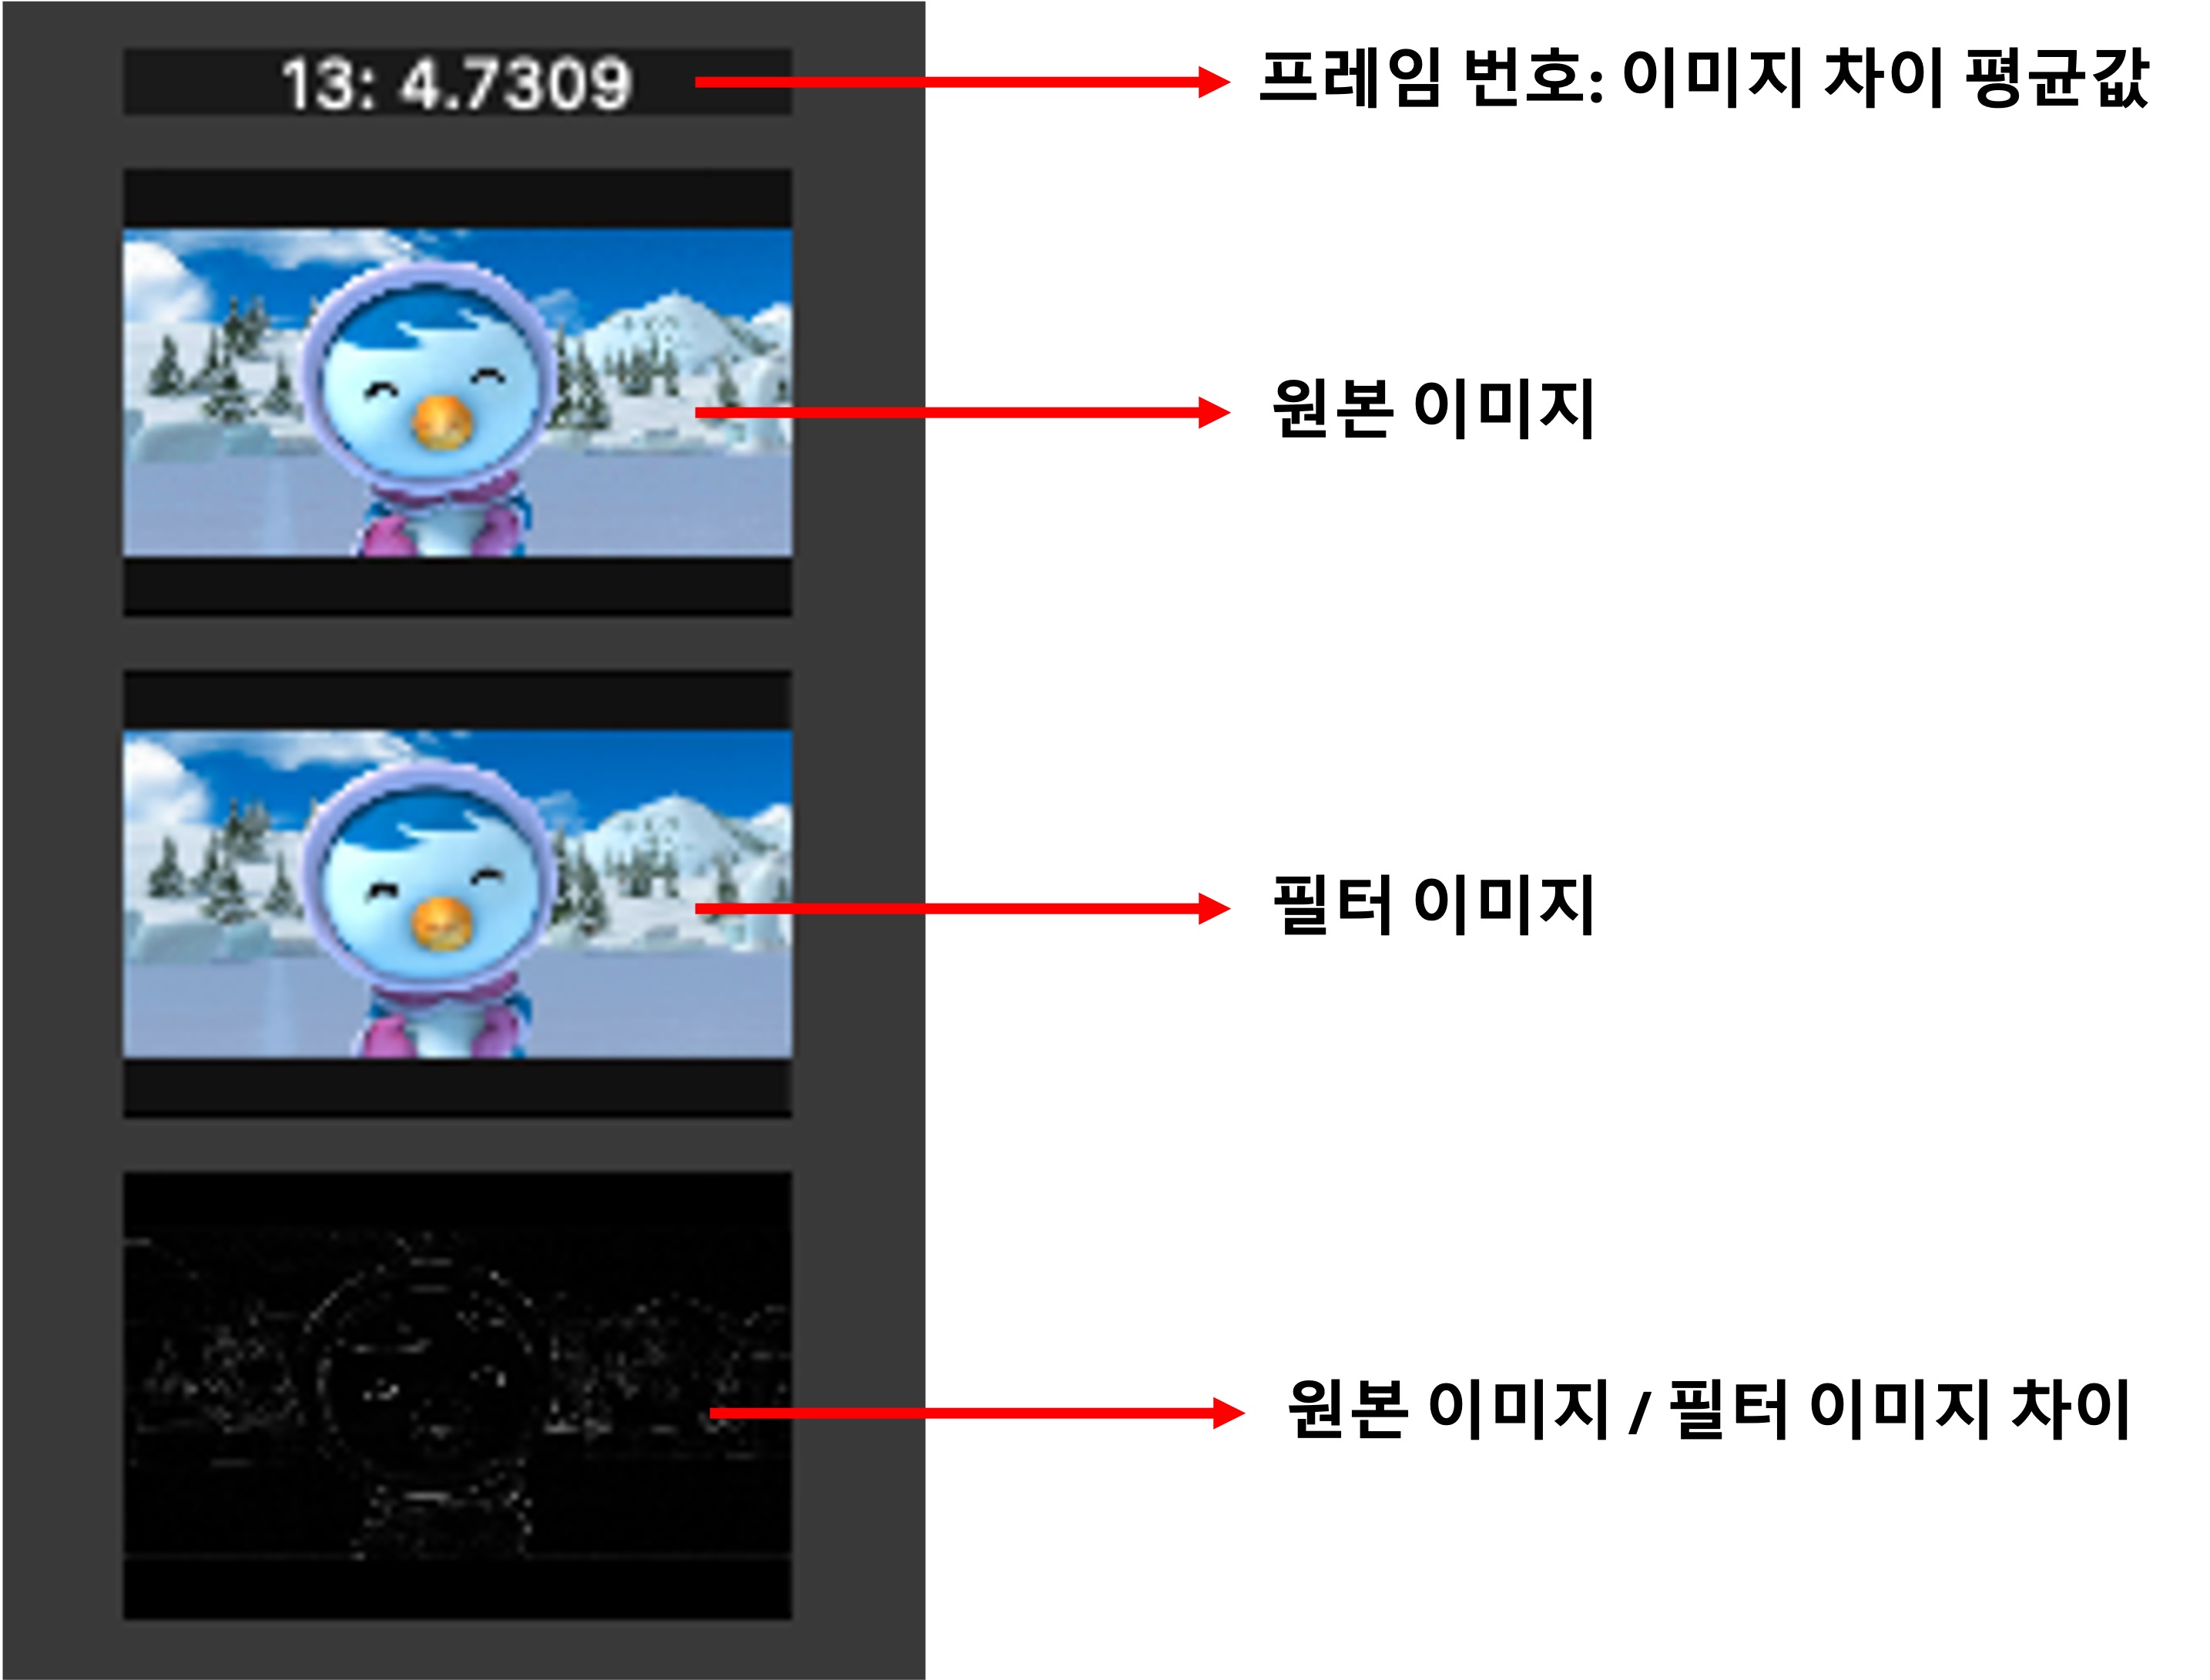 13: 4.7309
프레임 번호: 이미지 차이 평균값
원본 이미지
필터 이미지
원본 이미지 / 필터 이미지 차이